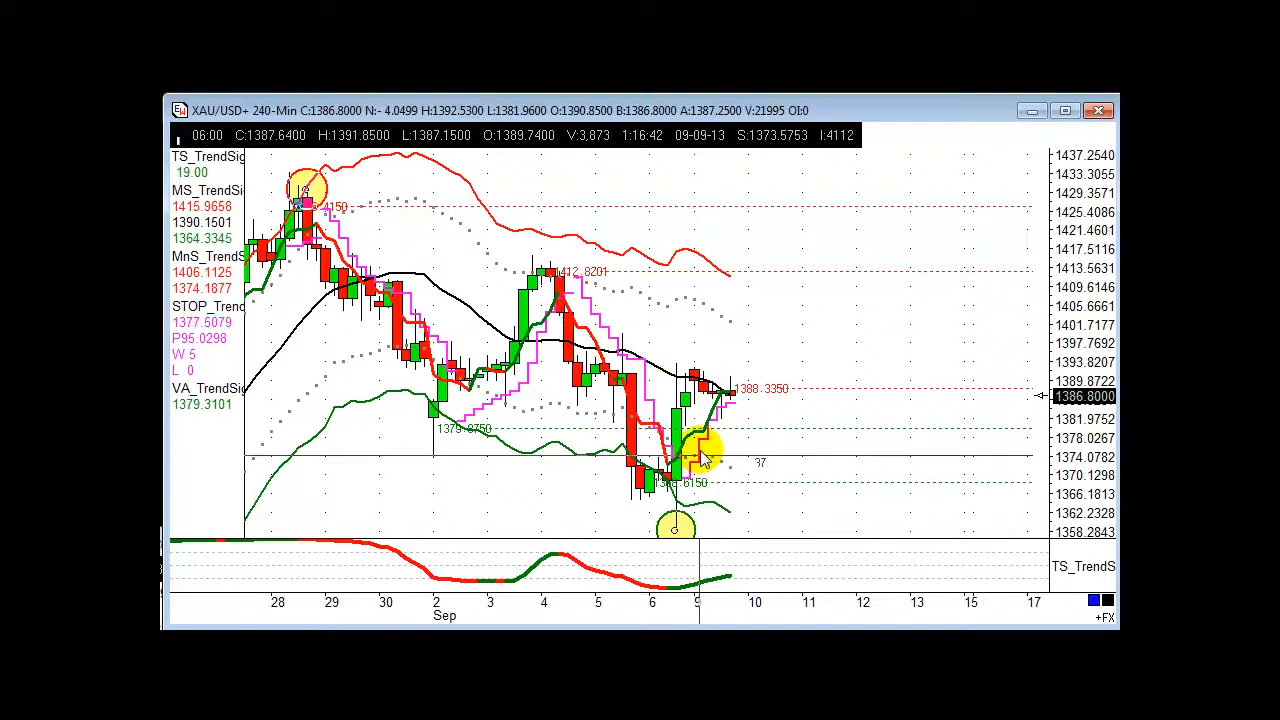 XAU/USD+ 240-Min C:1386.8000 N:- 4.0499 H:1392.5300 L:1381.9600 O:1390.8500 B:1386.8000 A:1387.2500 V:21995 OI:0
06:00 C:1387.6400 H:1391.8500 L:1387.1500 O:1389.7400 V:3,873 1:16:42 09-09-13 S:1373.5753 I:4112
TS_TrendSig
19.00
MS_TrendSig
1415.9658
1390.1501
1364.3345
MnS_Trend
1406.1125
1374.1877
STOP_Trend
1377.5079
P95.0298
W 5
L 0
VA_TrendSig
1379.3101
.4150
1412.8201
1388.3350
1379.8750
.6150
37
1437.2540
1433.3055
1429.3571
1425.4086
1421.4601
1417.5116
1413.5631
1409.6146
1405.6661
1401.7177
1397.7692
1393.8207
1389.8722
1386.8000
1381.9752
1378.0267
1374.0782
1370.1298
1366.1813
1362.2328
1358.2843
TS_TrendS
28 29 30 2 3 4 5 6 9 10 11 12 13 15 17
Sep
+FX